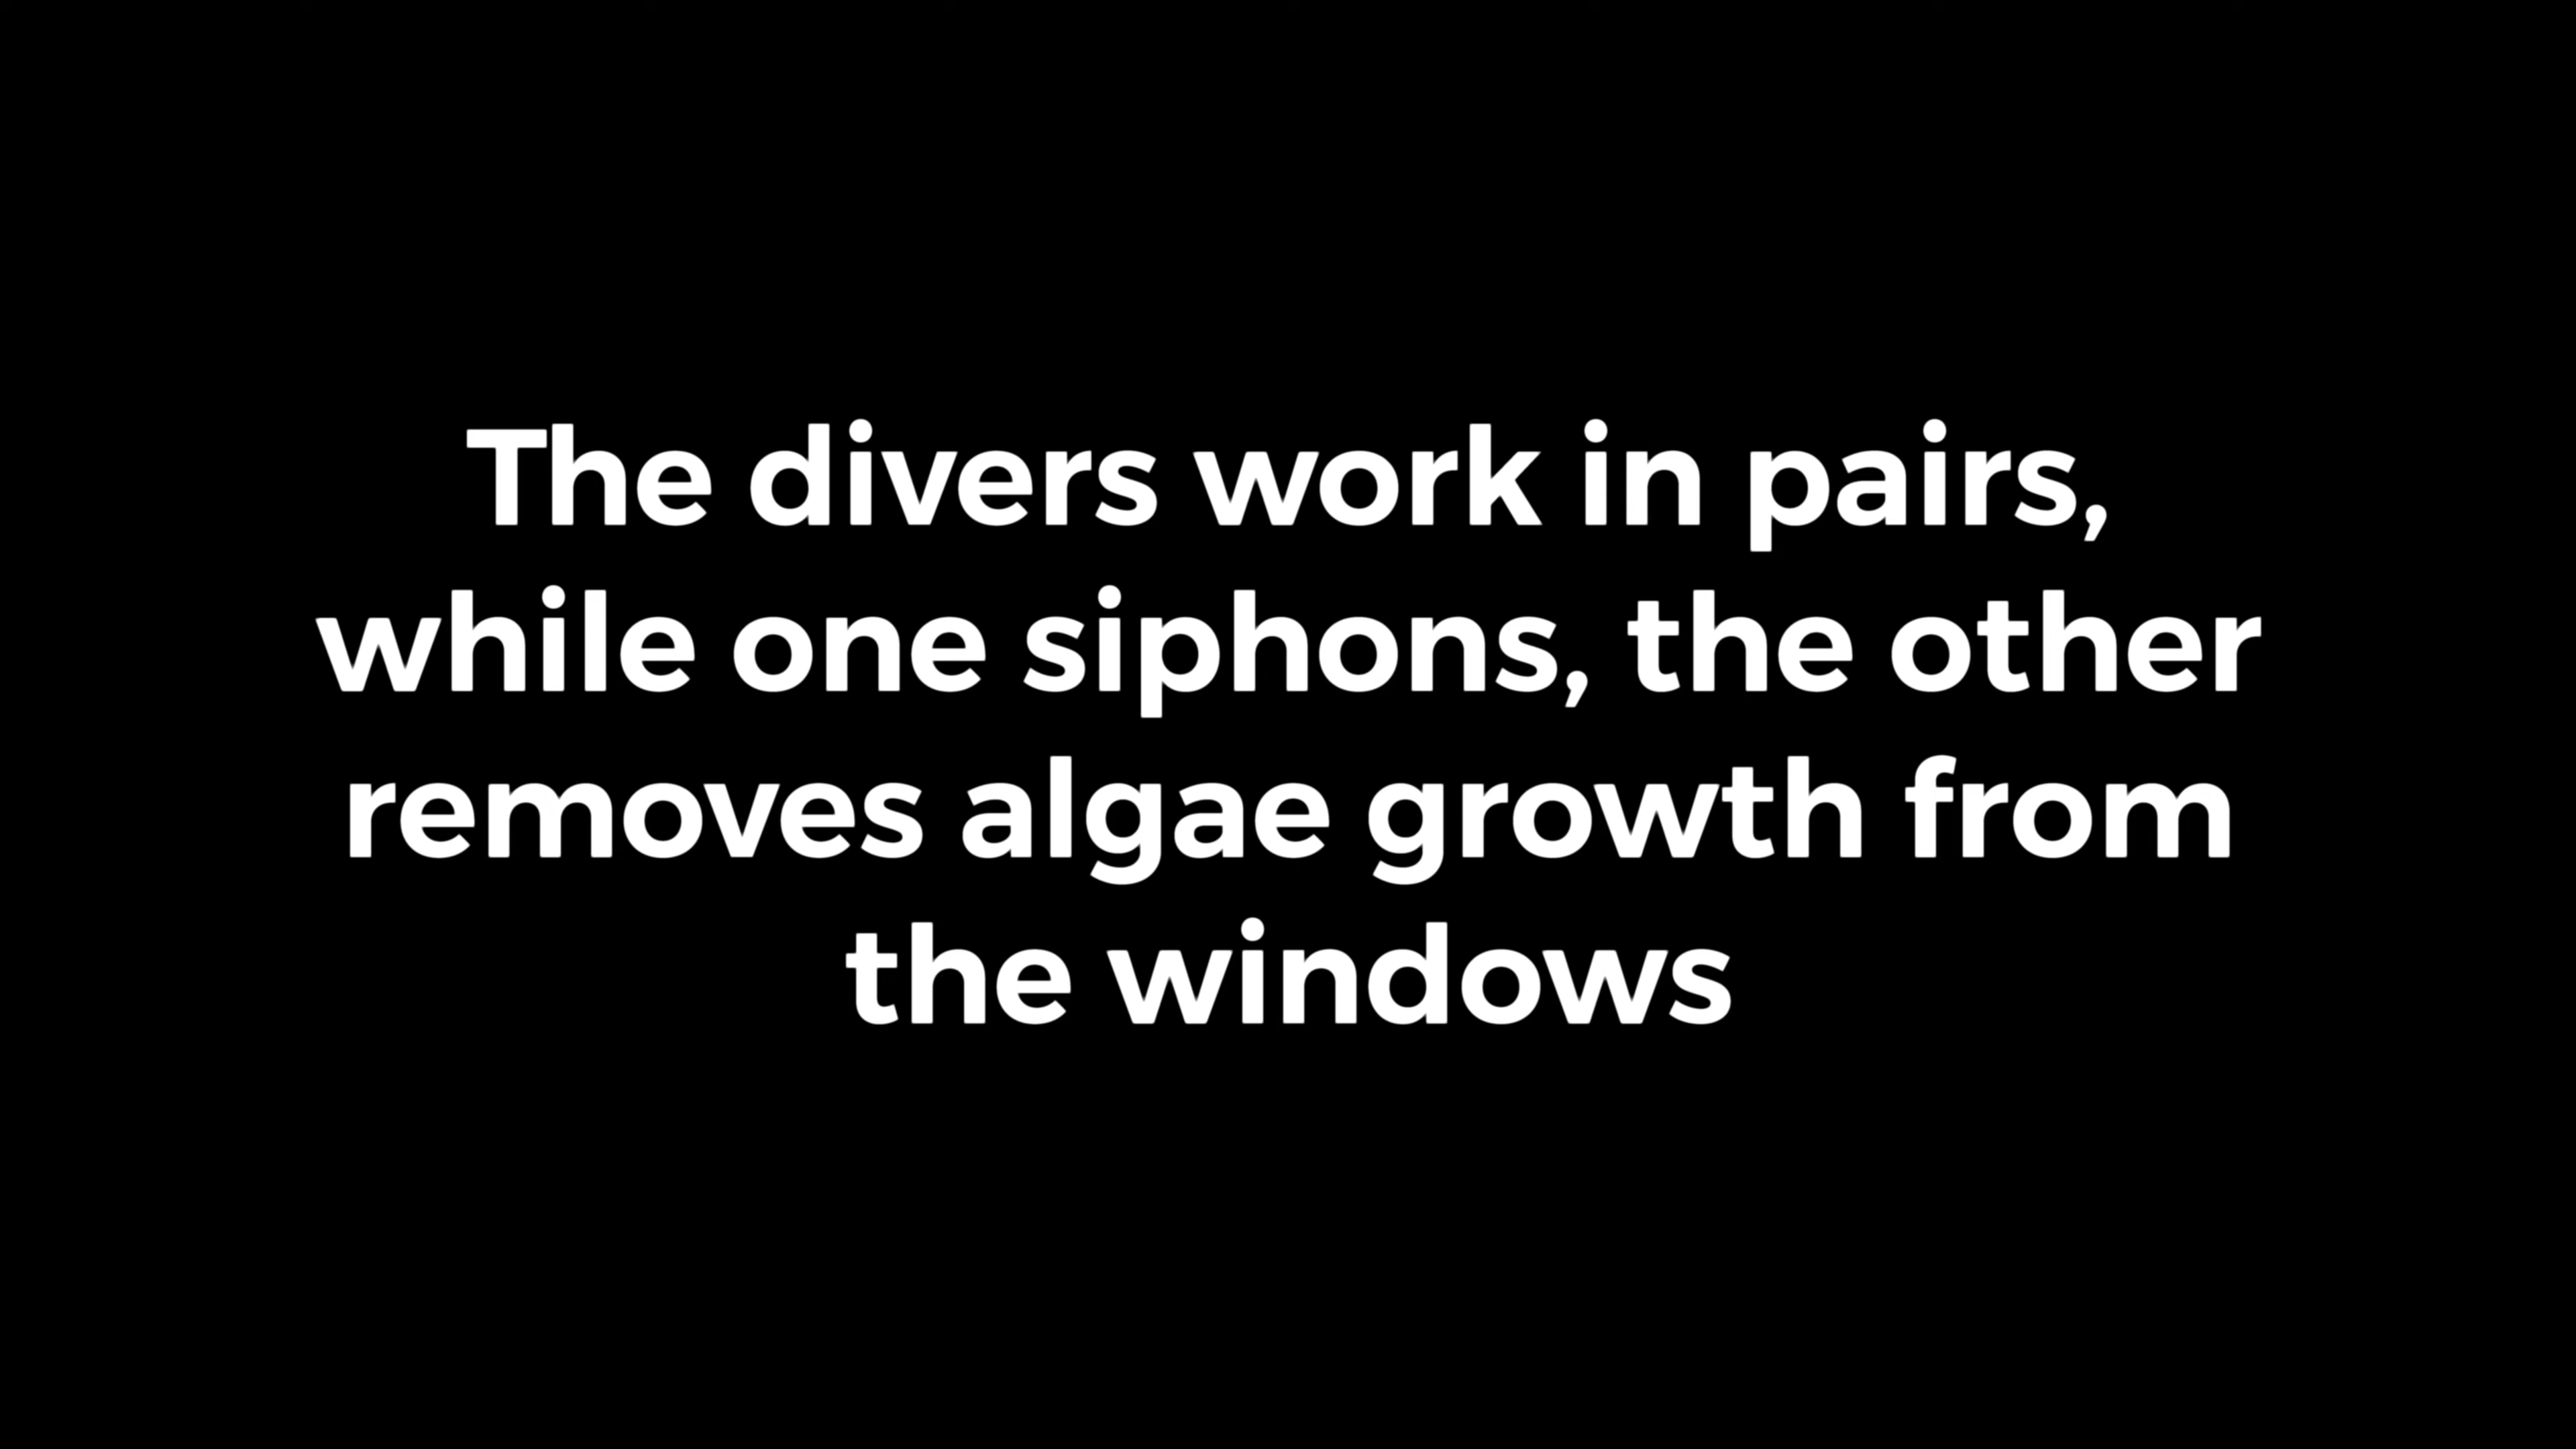 The divers work in pairs,
while one siphons, the other
removes algae growth from
the windows